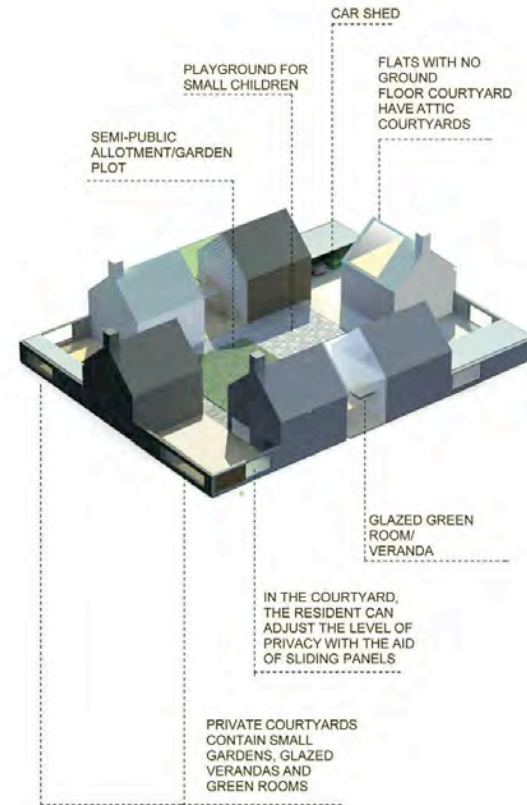 CAR SHED
PLAYGROUND FOR
SMALL CHILDREN
FLATS WITH NO
GROUND
FLOOR COURTYARD
HAVE ATTIC
COURTYARDS
SEMI-PUBLIC
ALLOTMENT/GARDEN
PLOT
GLAZED GREEN
ROOM/
VERANDA
IN THE COURTYARD,
THE RESIDENT CAN
ADJUST THE LEVEL OF
PRIVACY WITH THE AID
OF SLIDING PANELS
PRIVATE COURTYARDS
CONTAIN SMALL
GARDENS, GLAZED
VERANDAS AND
GREEN ROOMS